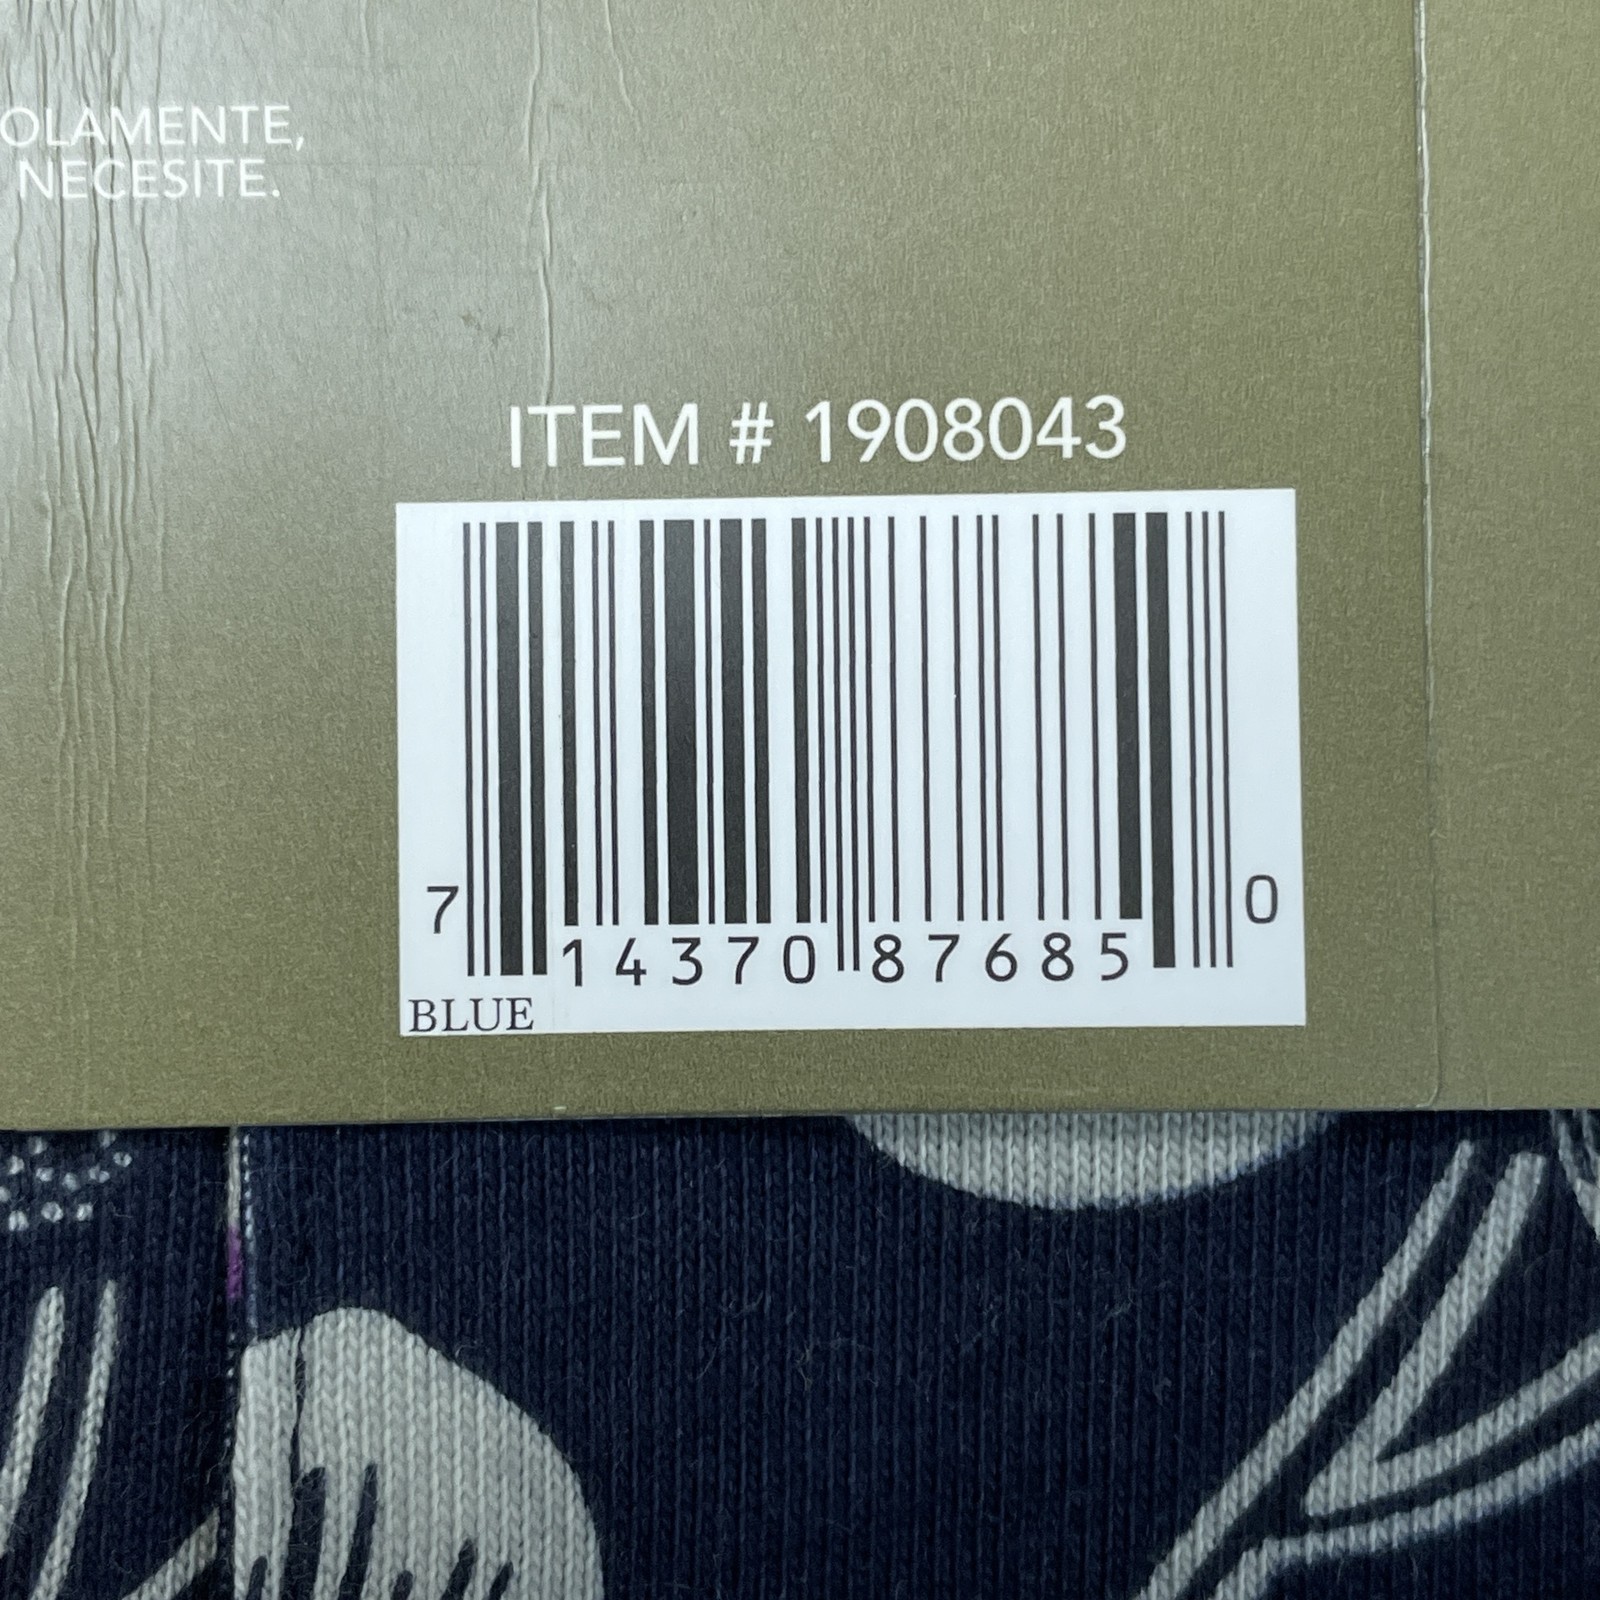 OLAMENTE,
NECESITE.
ITEM # 1908043
7 14370 87685 0
BLUE